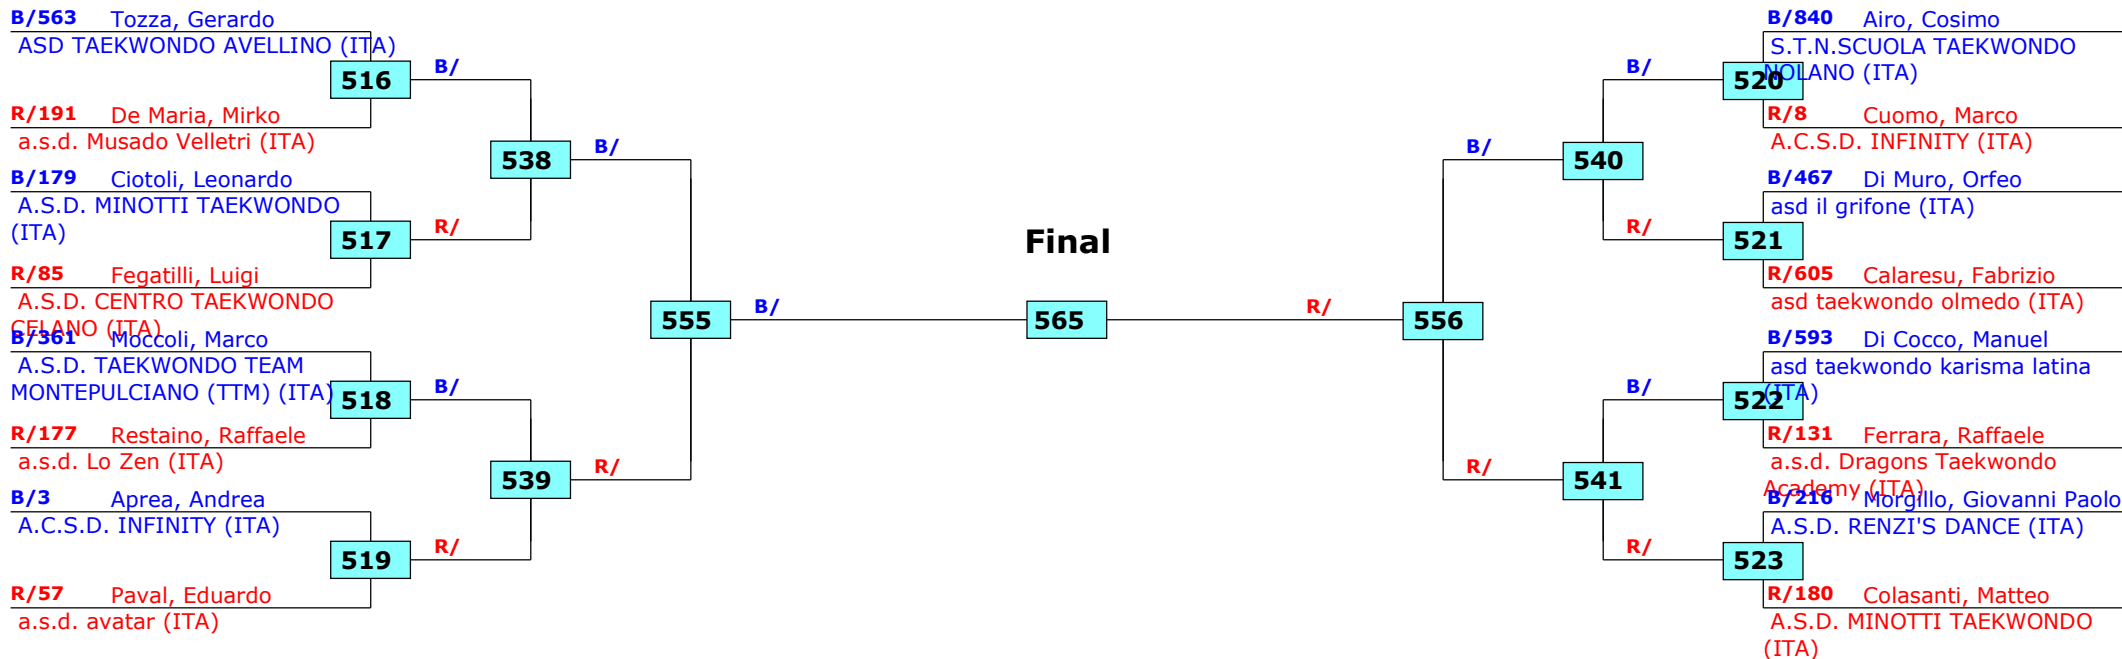 B/563 Tozza, Gerardo
ASD TAEKWONDO AVELLINO (ITA)
516
B/
R/191 De Maria, Mirko
a.s.d. Musado Velletri (ITA)
538
B/
B/179 Ciotoli, Leonardo
A.S.D. MINOTTI TAEKWONDO
(ITA)
517
R/
R/85 Fegatilli, Luigi
A.S.D. CENTRO TAEKWONDO
CELANO (ITA)
555
B/
B/361 Moccoli, Marco
A.S.D. TAEKWONDO TEAM
MONTEPULCIANO (TTM) (ITA)
518
B/
R/177 Restaino, Raffaele
a.s.d. Lo Zen (ITA)
539
R/
B/3 Aprea, Andrea
A.C.S.D. INFINITY (ITA)
519
R/
R/57 Paval, Eduardo
a.s.d. avatar (ITA)
Final
565
B/840 Airo, Cosimo
S.T.N.SCUOLA TAEKWONDO
NOLANO (ITA)
B/
520
R/8 Cuomo, Marco
A.C.S.D. INFINITY (ITA)
B/
540
B/467 Di Muro, Orfeo
asd il grifone (ITA)
R/
521
R/605 Calaresu, Fabrizio
asd taekwondo olmedo (ITA)
R/
556
B/593 Di Cocco, Manuel
asd taekwondo karisma latina
(ITA)
B/
522
R/131 Ferrara, Raffaele
a.s.d. Dragons Taekwondo
Academy (ITA)
R/
541
B/216 Morgillo, Giovanni Paolo
A.S.D. RENZI'S DANCE (ITA)
R/
523
R/180 Colasanti, Matteo
A.S.D. MINOTTI TAEKWONDO
(ITA)